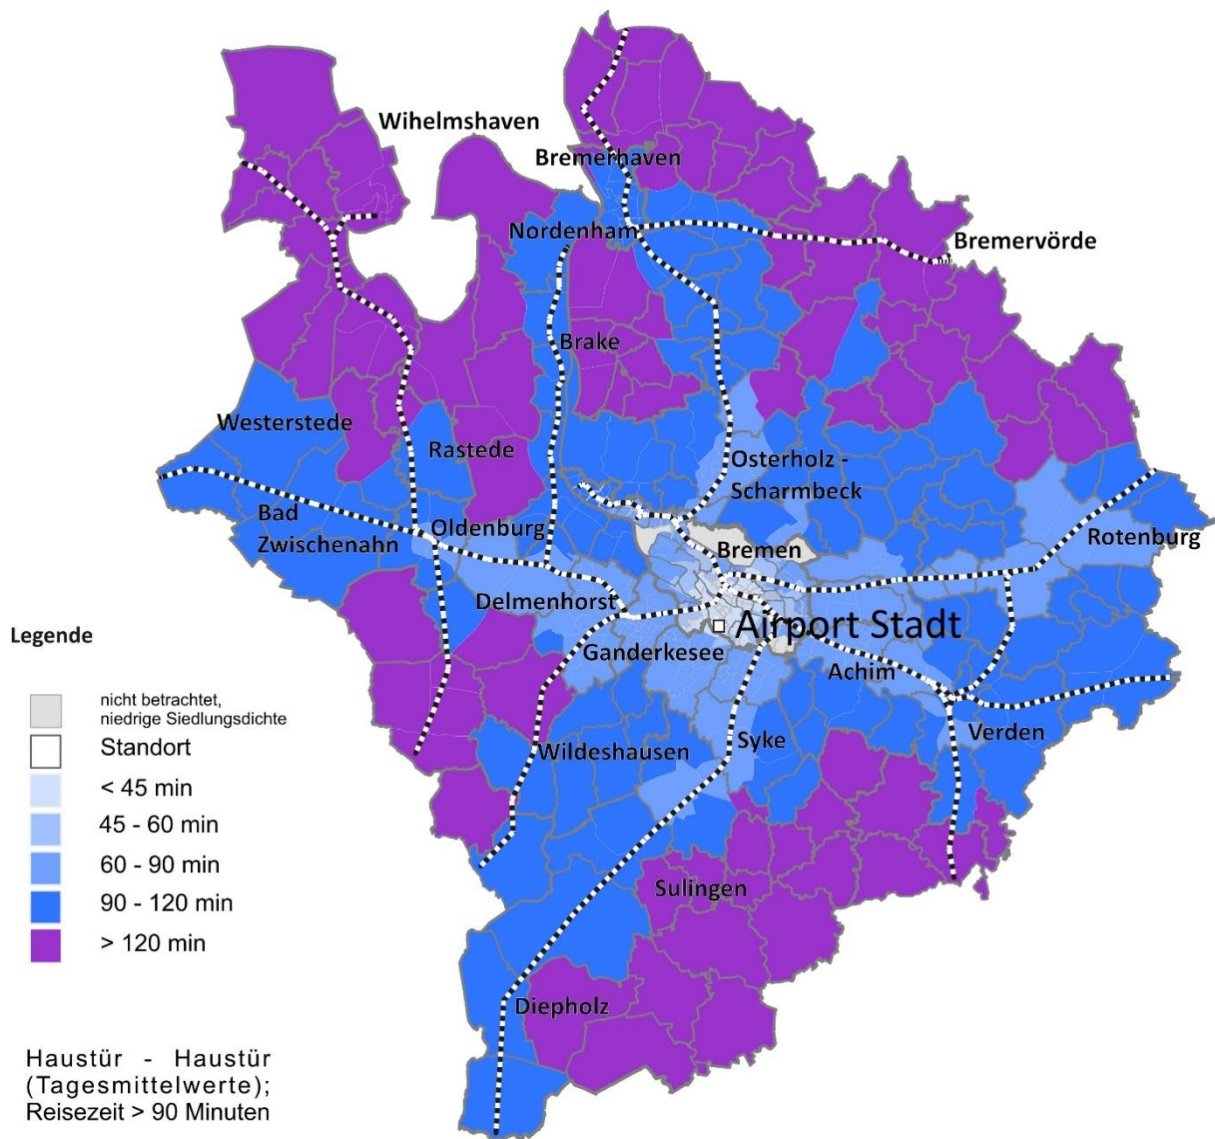 Wihelmshaven
Bremerhaven
Nordenham
Bremervörde
Brake
Westerstede
Rastede
Osterholz -
Scharmbeck
Bad
Zwischenahn
Oldenburg
Bremen
Rotenburg
Delmenhorst
Airport Stadt
Ganderkesee
Achim
Wildeshausen
Syke
Verden
Sulingen
Diepholz
Legende
nicht betrachtet,
niedrige Siedlungsdichte
Standort
< 45 min
45 - 60 min
60 - 90 min
90 - 120 min
> 120 min
Haustür - Haustür
(Tagesmittelwerte);
Reisezeit > 90 Minuten